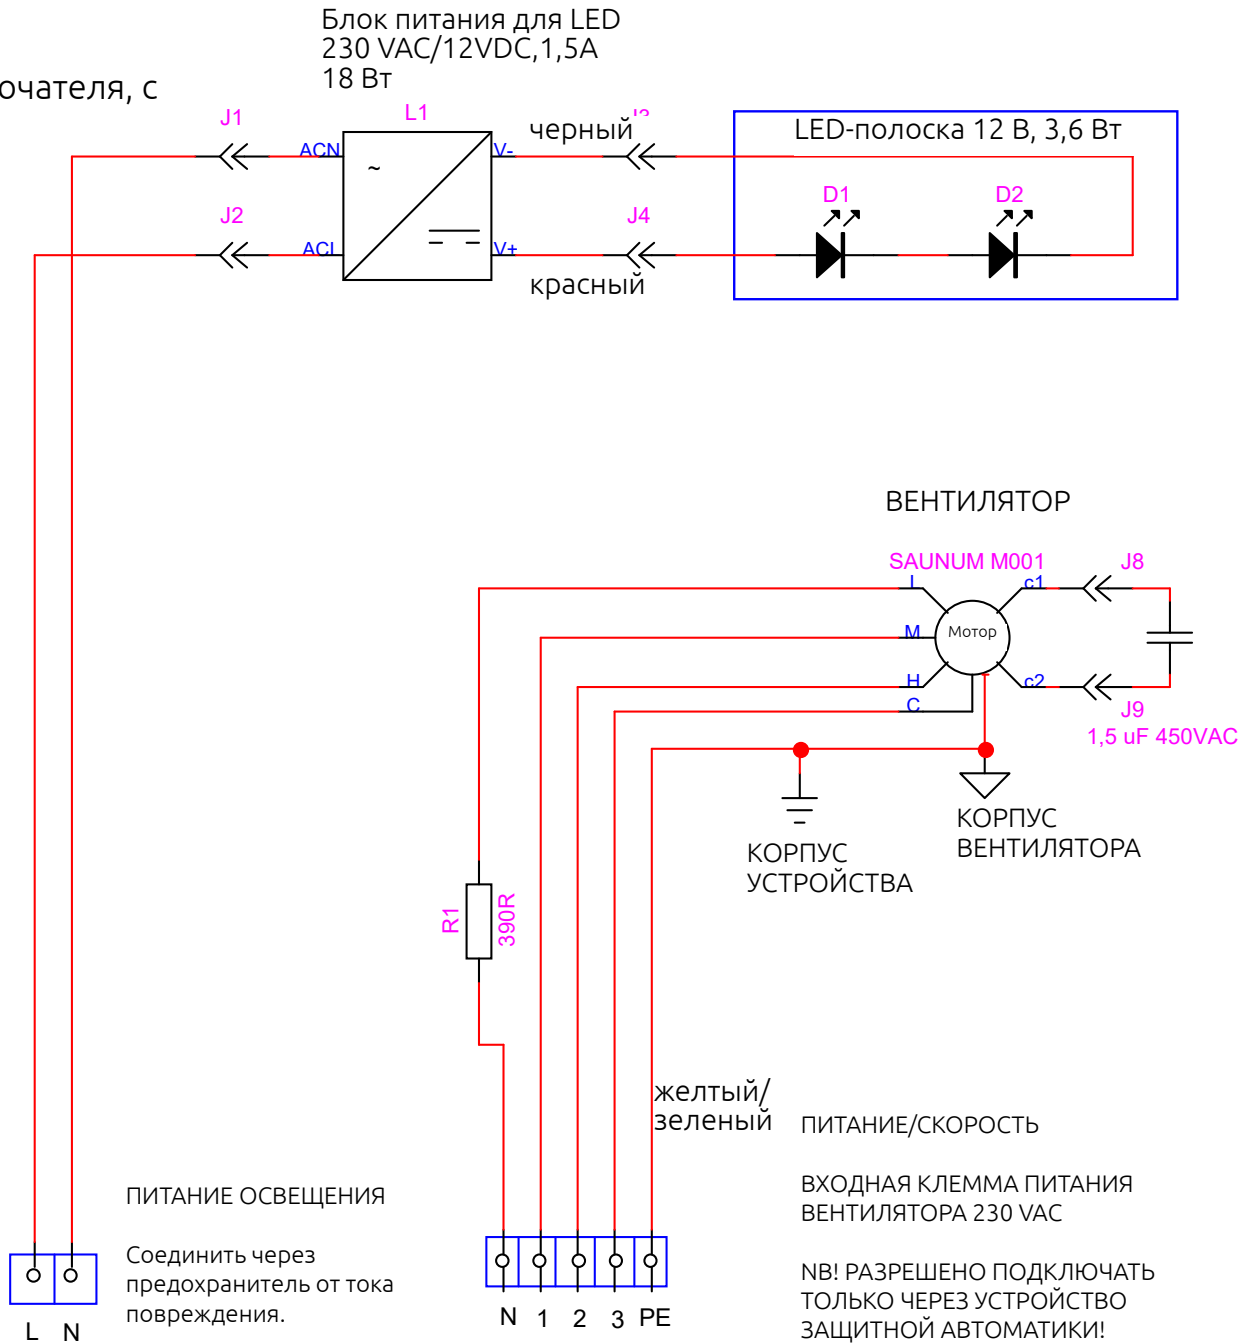 Блок питания для LED
230 VAC/12VDC,1,5A
18 Вт
очателя, с
J1
L1
черный
LED-полоска 12 В, 3,6 Вт
ACN
~
V-
J2
J4
D1
D2
ACL
V+
красный
ВЕНТИЛЯТОР
SAUNUM M001
J8
L
c1
M
Мотор
H
c2
C
J9
1,5 uF 450VAC
КОРПУС
ВЕНТИЛЯТОРА
КОРПУС
УСТРОЙСТВА
R1
390R
желтый/
зеленый
ПИТАНИЕ/СКОРОСТЬ
ВХОДНАЯ КЛЕММА ПИТАНИЯ
ВЕНТИЛЯТОРА 230 VAC
NB! РАЗРЕШЕНО ПОДКЛЮЧАТЬ
ТОЛЬКО ЧЕРЕЗ УСТРОЙСТВО
ЗАЩИТНОЙ АВТОМАТИКИ!
ПИТАНИЕ ОСВЕЩЕНИЯ
Соединить через
предохранитель от тока
повреждения.
L N
N 1 2 3 PE